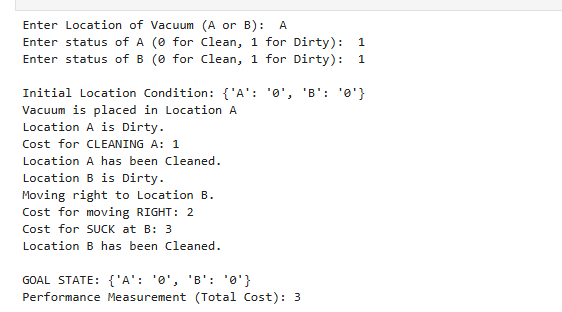 Enter Location of Vacuum (A or B):  A
Enter status of A (0 for Clean, 1 for Dirty):  1
Enter status of B (0 for Clean, 1 for Dirty):  1
Initial Location Condition: {'A': '0', 'B': '0'}
Vacuum is placed in Location A
Location A is Dirty.
Cost for CLEANING A: 1
Location A has been Cleaned.
Location B is Dirty.
Moving right to Location B.
Cost for moving RIGHT: 2
Cost for SUCK at B: 3
Location B has been Cleaned.
GOAL STATE: {'A': '0', 'B': '0'}
Performance Measurement (Total Cost): 3